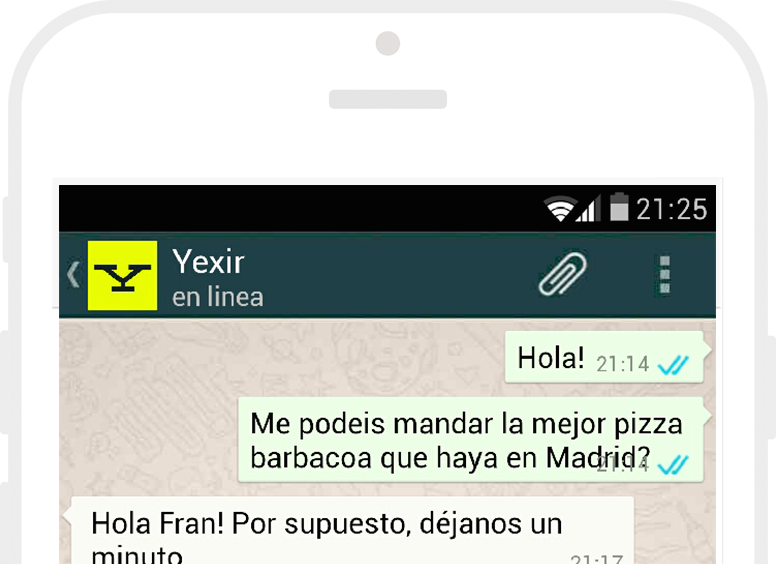 21:25
Yexir
en linea
Hola! 21:14
Me podeis mandar la mejor pizza
barbacoa que haya en Madrid? 21:14
Hola Fran! Por supuesto, déjanos un
minuto 21:17